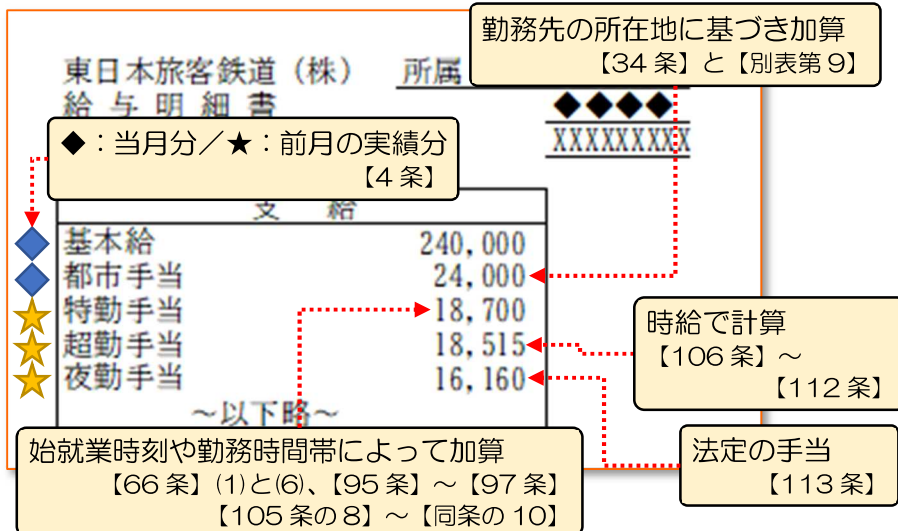 勤務先の所在地に基づき加算
【34条】と【別表第9】
東日本旅客鉄道(株) 所属
給与明細書
◆◆◆◆
XXXXXXXXX
◆:当月分/★:前月の実績分
【4条】
支 給
基本給 240,000
都市手当 24,000
特勤手当 18,700
超勤手当 18,515
夜勤手当 16,160
~以下略~
時給で計算
【106条】~
【112条】
始就業時刻や勤務時間帯によって加算
【66条】(1)と(6)、【95条】~【97条】
【105条の8】~【同条の10】
法定の手当
【113条】